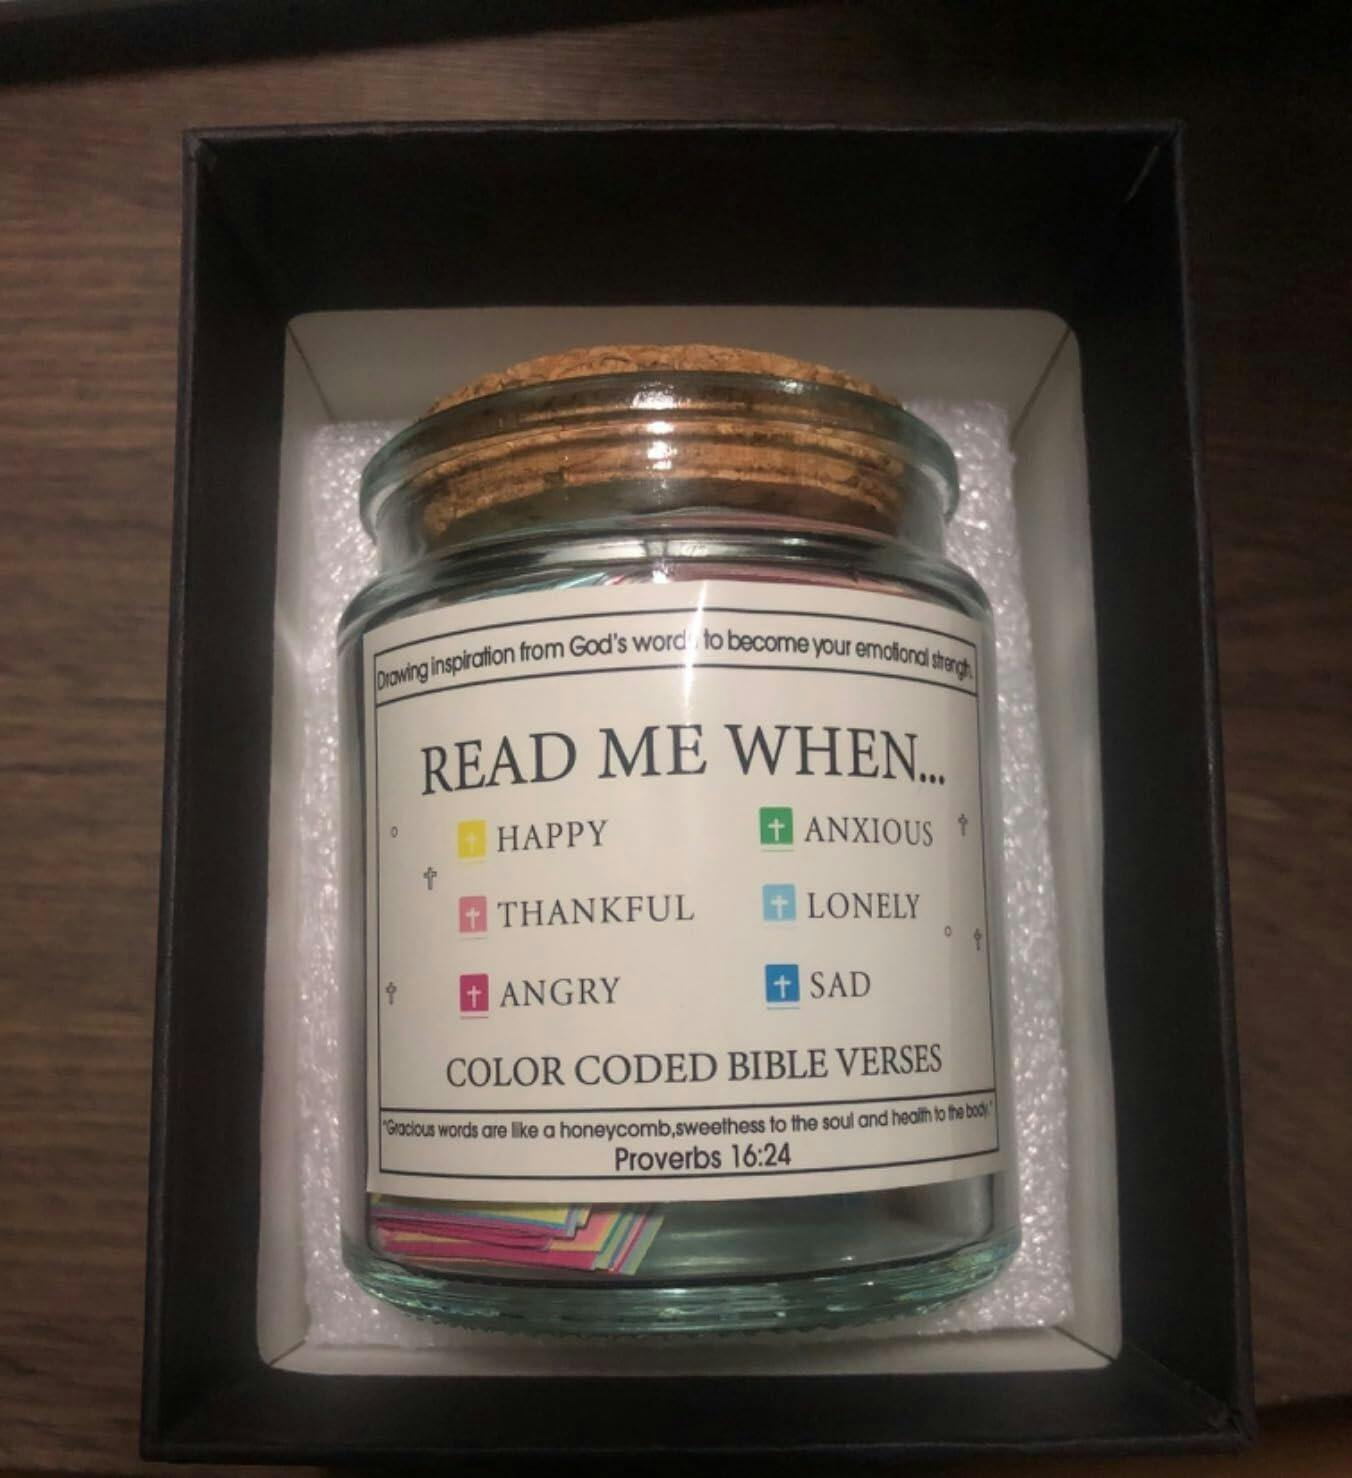 Drawing inspiration from God's words to become your emotional strength.
READ ME WHEN...
HAPPY
ANXIOUS
THANKFUL
LONELY
ANGRY
SAD
COLOR CODED BIBLE VERSES
"Gracious words are like a honeycomb,sweethess to the soul and health to the body."
Proverbs 16:24